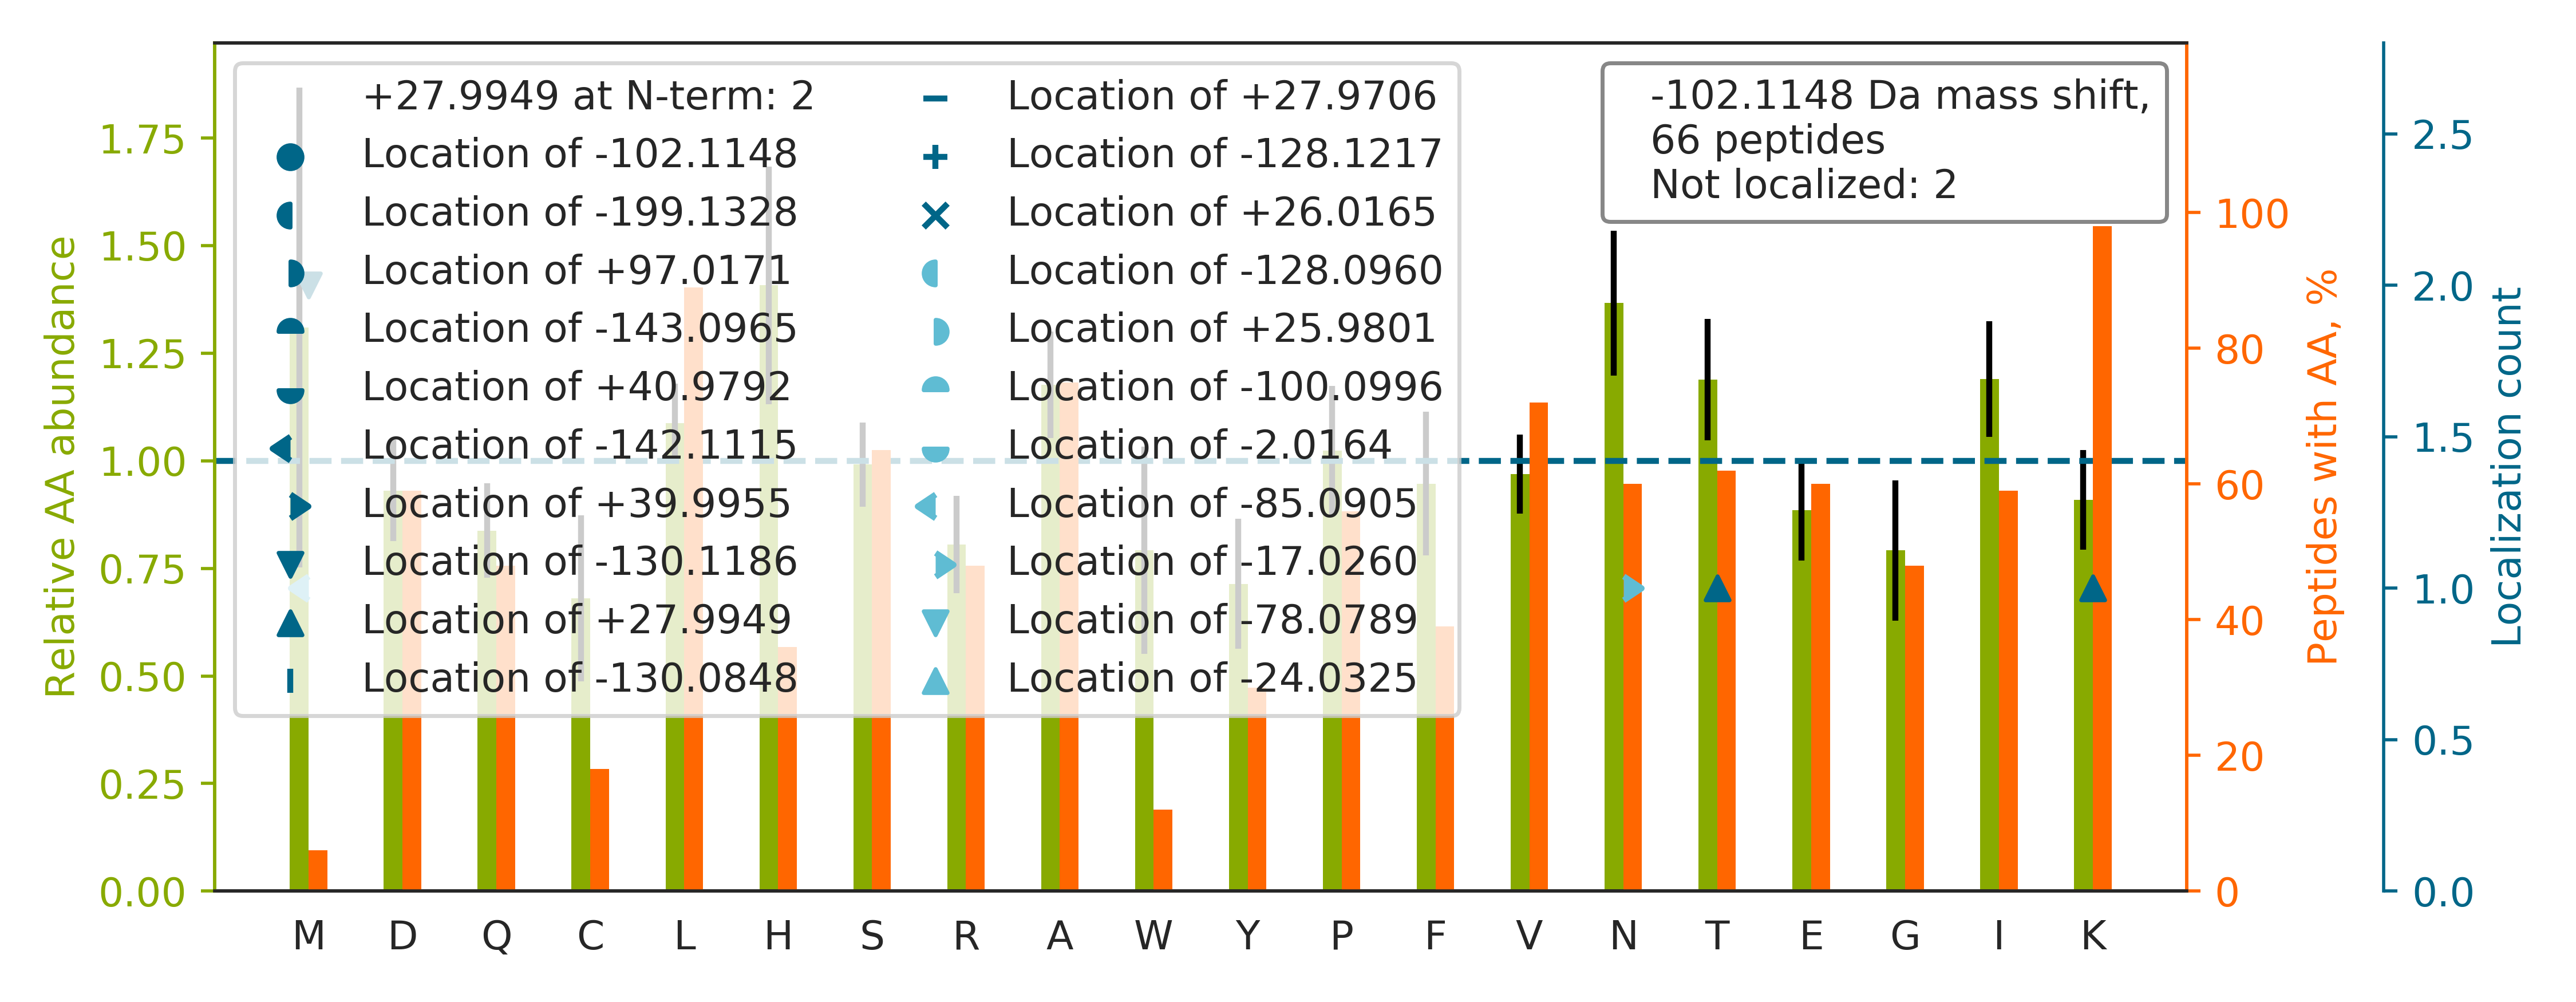 +27.9949 at N-term: 2
Location of -102.1148
Location of -199.1328
Location of +97.0171
Location of -143.0965
Location of +40.9792
Location of -142.1115
Location of +39.9955
Location of -130.1186
Location of +27.9949
Location of -130.0848
Location of +27.9706
Location of -128.1217
Location of +26.0165
Location of -128.0960
Location of +25.9801
Location of -100.0996
Location of -2.0164
Location of -85.0905
Location of -17.0260
Location of -78.0789
Location of -24.0325
-102.1148 Da mass shift,
66 peptides
Not localized: 2
Relative AA abundance
1.75
1.50
1.25
1.00
0.75
0.50
0.25
0.00
M D Q C L H S R A W Y P F V N T E G I K
100
80
60
40
20
0
Peptides with AA, %
2.5
2.0
1.5
1.0
0.5
0.0
Localization count